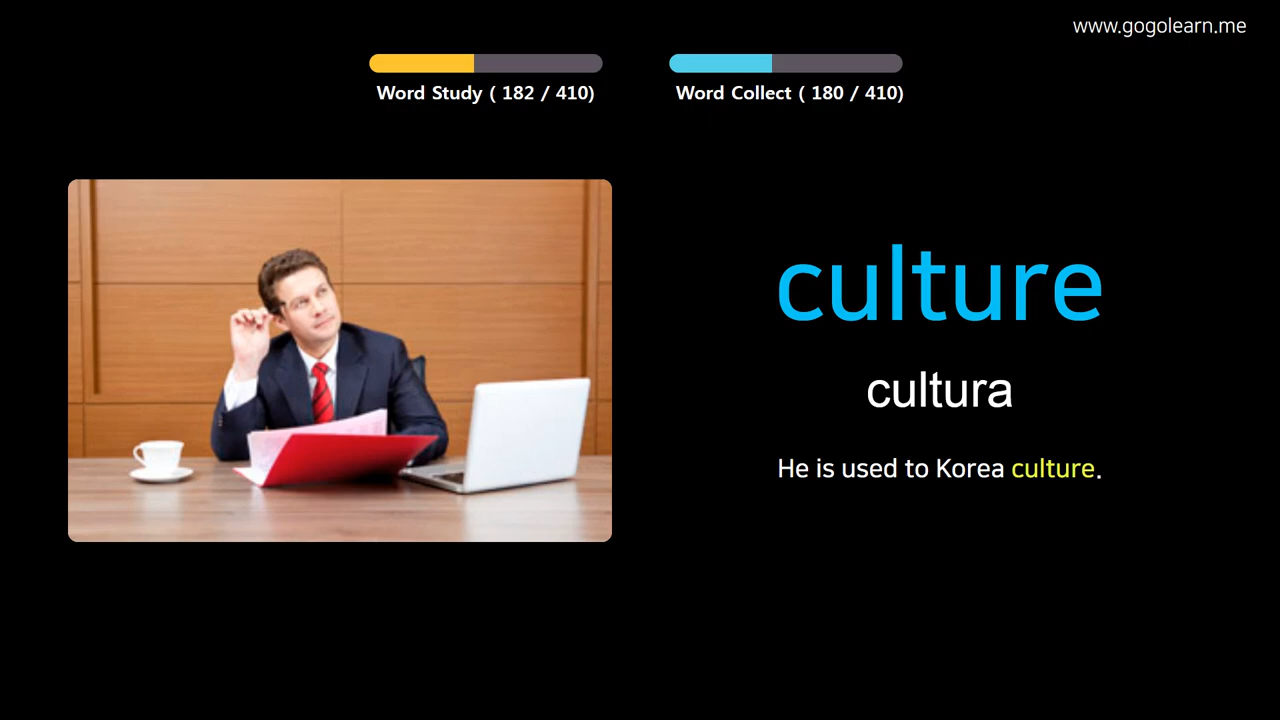 www.gogolearn.me
Word Study ( 182 / 410)
Word Collect ( 180 / 410)
culture
cultura
He is used to Korea culture.